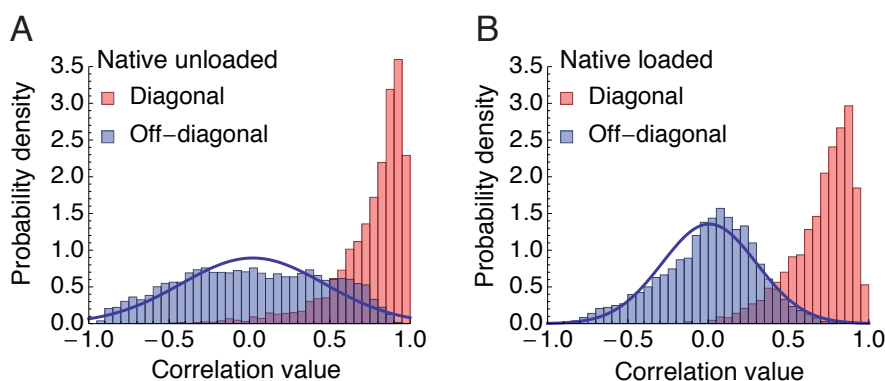 A
Native unloaded
Diagonal
Off-diagonal
Probability density
3.5
3.0
2.5
2.0
1.5
1.0
0.5
0.0
-1.0 -0.5 0.0 0.5 1.0
Correlation value
B
Native loaded
Diagonal
Off-diagonal
Probability density
3.5
3.0
2.5
2.0
1.5
1.0
0.5
0.0
-1.0 -0.5 0.0 0.5 1.0
Correlation value